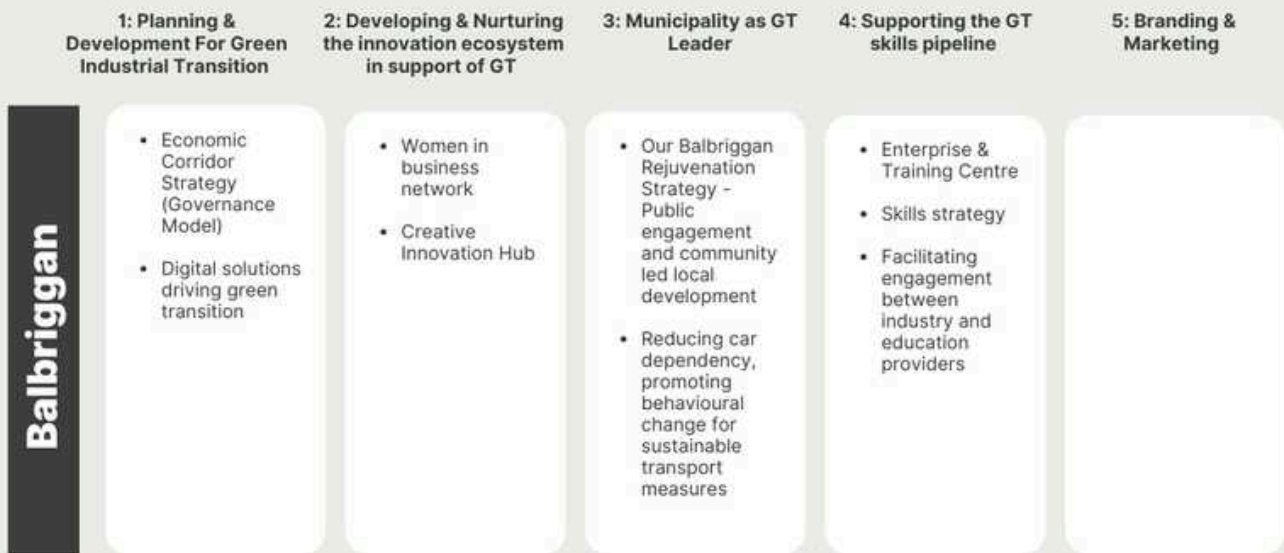 1: Planning &
Development For Green
Industrial Transition
2: Developing & Nurturing
the innovation ecosystem
in support of GT
3: Municipality as GT
Leader
4: Supporting the GT
skills pipeline
5: Branding &
Marketing
Balbriggan
• Economic
Corridor
Strategy
(Governance
Model)
• Digital solutions
driving green
transition
• Women in
business
network
• Creative
Innovation Hub
• Our Balbriggan
Rejuvenation
Strategy -
Public
engagement
and community
led local
development
• Reducing car
dependency,
promoting
behavioural
change for
sustainable
transport
measures
• Enterprise &
Training Centre
• Skills strategy
• Facilitating
engagement
between
industry and
education
providers